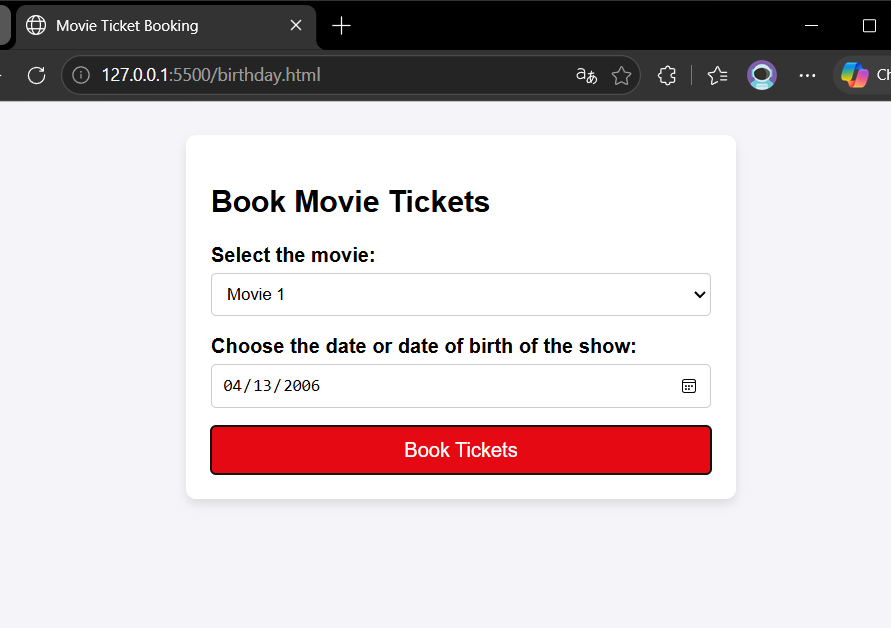 Movie Ticket Booking
127.0.0.1:5500/birthday.html
Book Movie Tickets
Select the movie:
Movie 1
Choose the date or date of birth of the show:
04/13/2006
Book Tickets